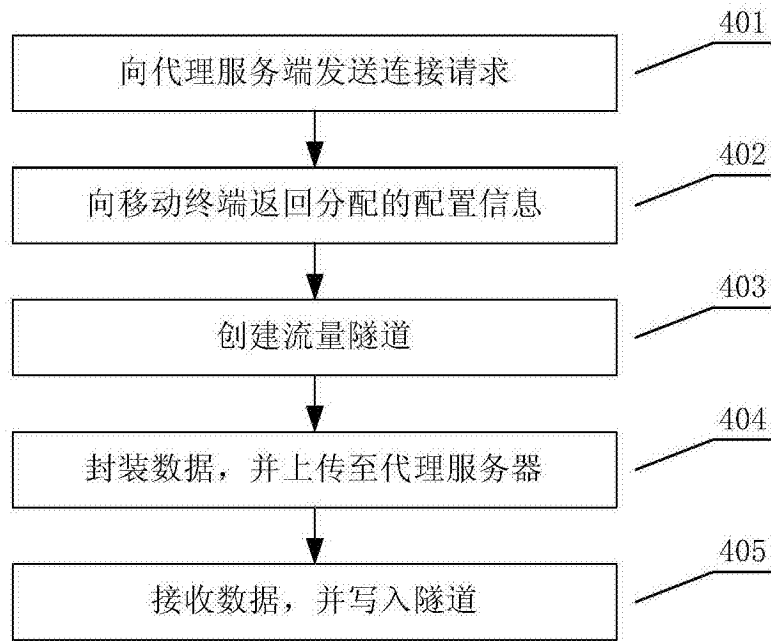 401
向代理服务端发送连接请求
402
向移动终端返回分配的配置信息
403
创建流量隧道
404
封装数据，并上传至代理服务器
405
接收数据，并写入隧道